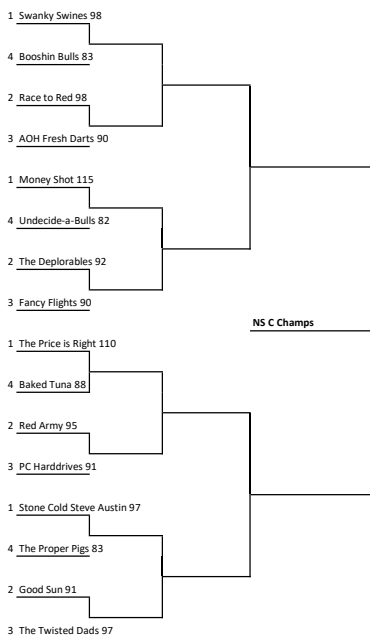 1 Swanky Swines 98
4 Booshin Bulls 83
2 Race to Red 98
3 AOH Fresh Darts 90
1 Money Shot 115
4 Undecide-a-Bulls 82
2 The Deplorables 92
3 Fancy Flights 90
NS C Champs
1 The Price is Right 110
4 Baked Tuna 88
2 Red Army 95
3 PC Harddrives 91
1 Stone Cold Steve Austin 97
4 The Proper Pigs 83
2 Good Sun 91
3 The Twisted Dads 97